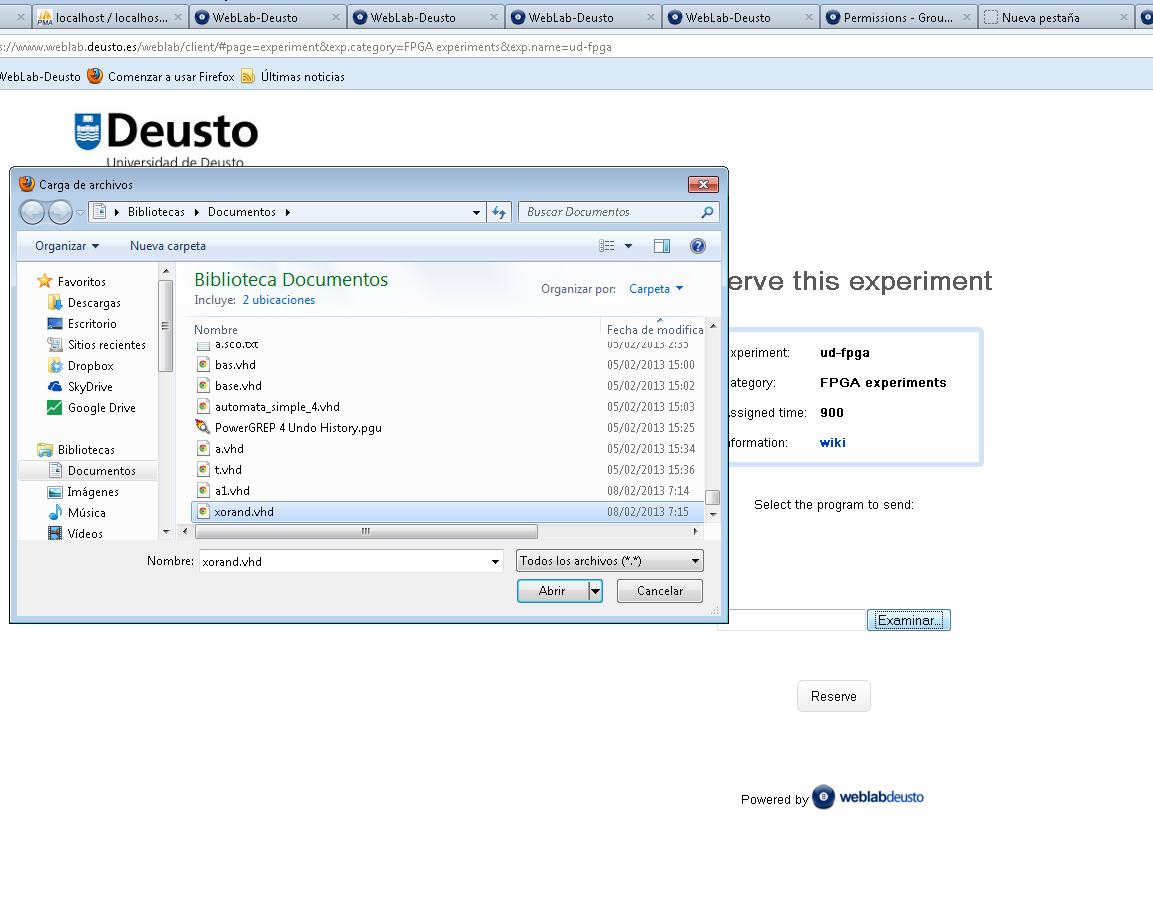 localhost / localhos...
WebLab-Deusto
WebLab-Deusto
WebLab-Deusto
WebLab-Deusto
Permissions - Grou...
Nueva pestaña
s://www.weblab.deusto.es/weblab/client/#page=experiment&exp.category=FPGA experiments&exp.name=ud-fpga
WebLab-Deusto
Comenzar a usar Firefox
Últimas noticias
Deusto
Universidad de Deusto
Carga de archivos
Bibliotecas
Documentos
Buscar Documentos
Organizar
Nueva carpeta
Favoritos
Descargas
Escritorio
Sitios recientes
Dropbox
SkyDrive
Google Drive
Bibliotecas
Documentos
Imágenes
Música
Vídeos
Biblioteca Documentos
Incluye: 2 ubicaciones
Organizar por: Carpeta
Nombre Fecha de modifica
a.sco.txt 05/02/2013 2:35
bas.vhd 05/02/2013 15:00
base.vhd 05/02/2013 15:02
automata_simple_4.vhd 05/02/2013 15:03
PowerGREP 4 Undo History.pgu 05/02/2013 15:25
a.vhd 05/02/2013 15:34
t.vhd 05/02/2013 15:36
a1.vhd 08/02/2013 7:14
xorand.vhd 08/02/2013 7:15
Nombre: xorand.vhd
Todos los archivos (*.*)
Abrir
Cancelar
erve this experiment
xperiment: ud-fpga
ategory: FPGA experiments
ssigned time: 900
nformation: wiki
Select the program to send:
Examinar...
Reserve
Powered by weblabdeusto